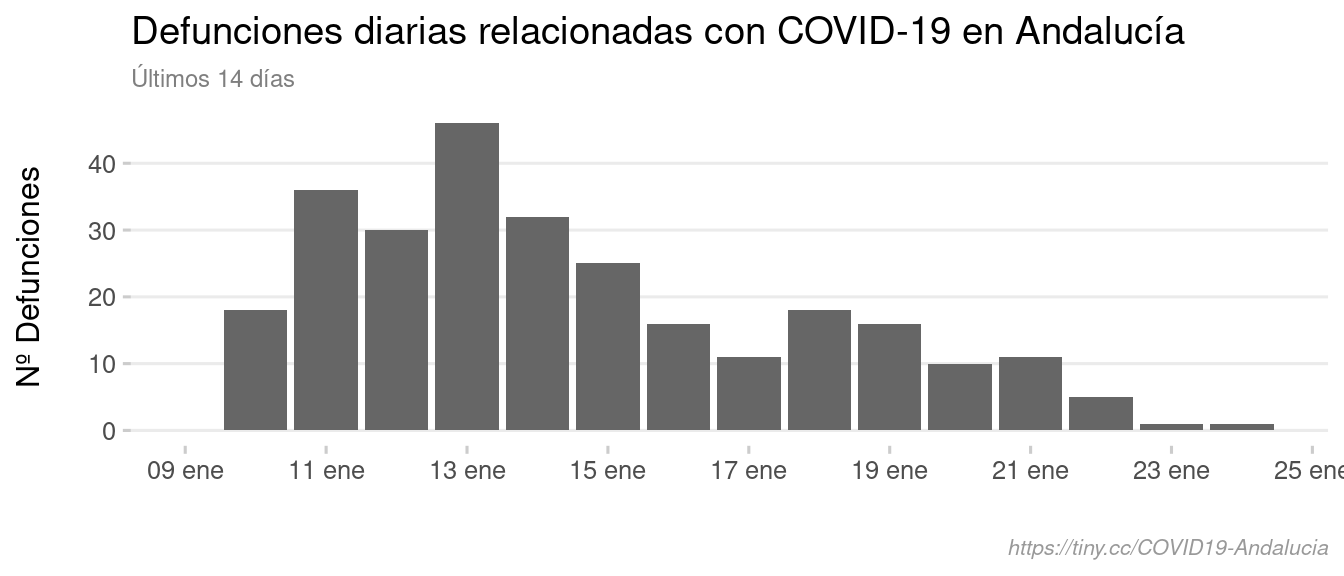 Defunciones diarias relacionadas con COVID-19 en Andalucía
Últimos 14 días
Nº Defunciones
40
30
20
10
0
09 ene 11 ene 13 ene 15 ene 17 ene 19 ene 21 ene 23 ene 25 ene
https://tiny.cc/COVID19-Andalucia